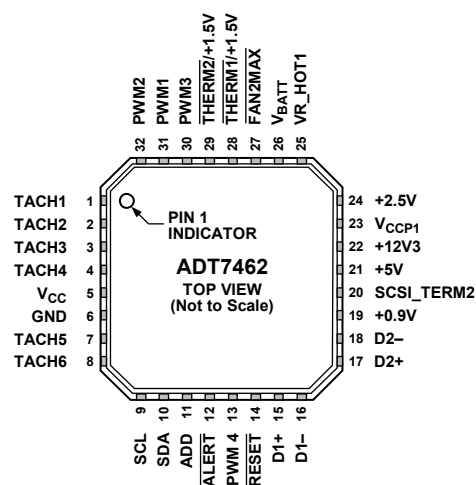 PWM2
PWM1
PWM3
THERM2/+1.5V
THERM1/+1.5V
FAN2MAX
VBATT
VR_HOT1
32
31
30
29
28
27
26
25
TACH1 1
TACH2 2
TACH3 3
TACH4 4
VCC 5
GND 6
TACH5 7
TACH6 8
PIN 1
INDICATOR
ADT7462
TOP VIEW
(Not to Scale)
24 +2.5V
23 VCCP1
22 +12V3
21 +5V
20 SCSI_TERM2
19 +0.9V
18 D2–
17 D2+
9
10
11
12
13
14
15
16
SCL
SDA
ADD
ALERT
PWM 4
RESET
D1+
D1–